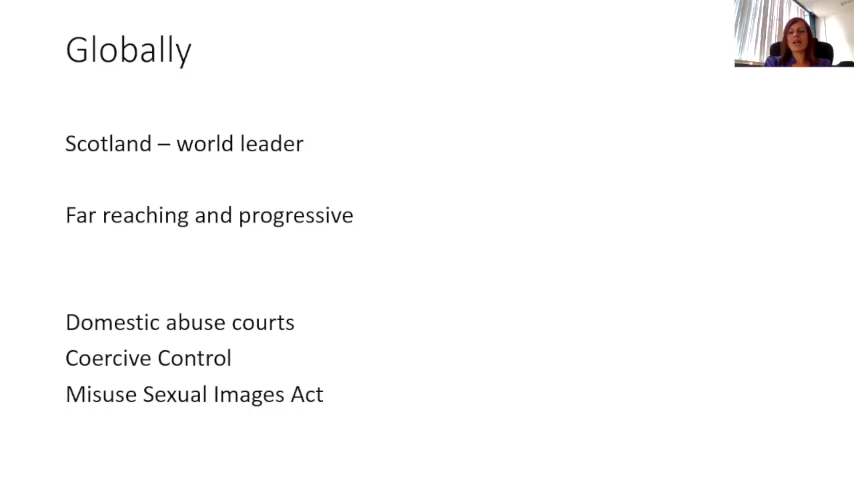 Globally
Scotland – world leader
Far reaching and progressive
Domestic abuse courts
Coercive Control
Misuse Sexual Images Act